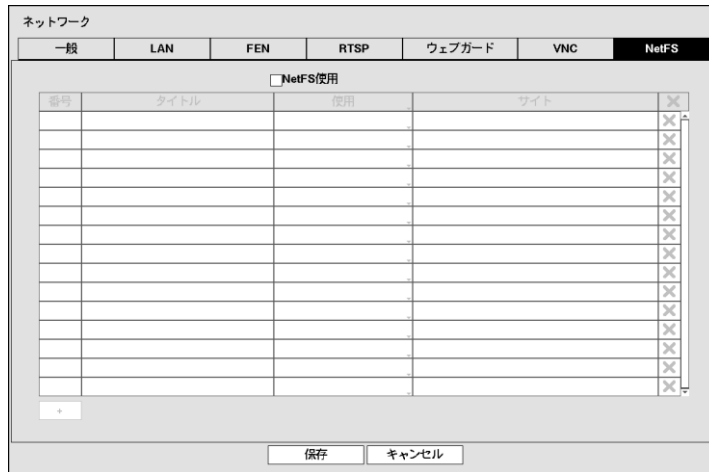 ネットワーク
一般 LAN FEN RTSP ウェブガード VNC NetFS
NetFS使用
番号 タイトル 使用 サイト
+
保存 キャンセル